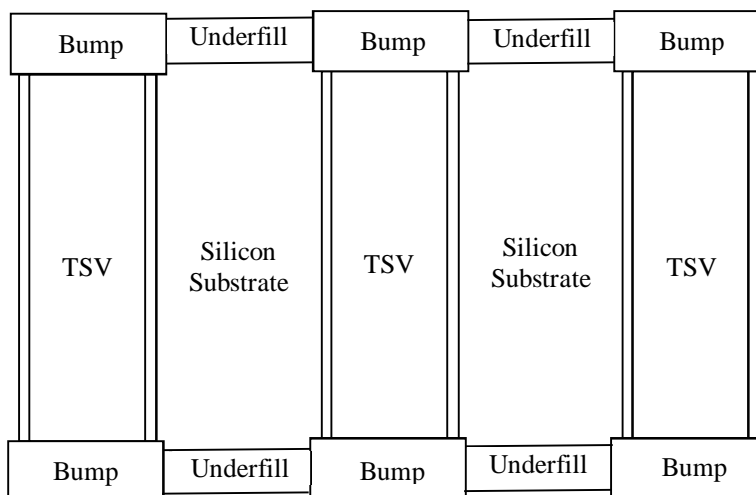 Bump
Underfill
Bump
Underfill
Bump
TSV
Silicon
Substrate
TSV
Silicon
Substrate
TSV
Bump
Underfill
Bump
Underfill
Bump